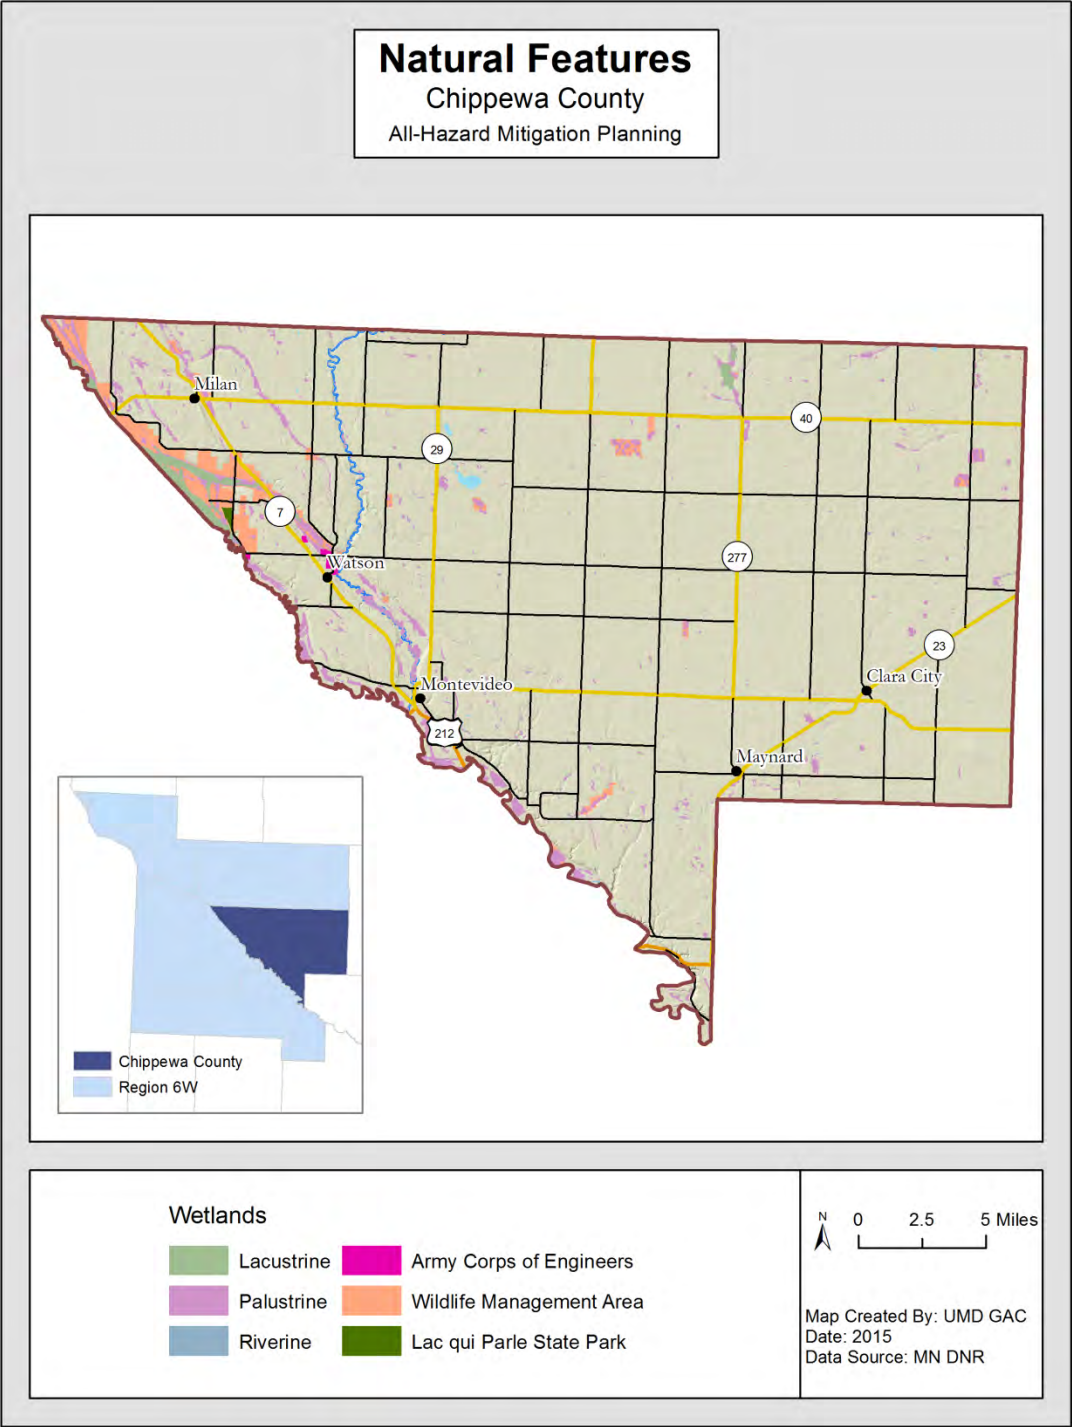 Natural Features
Chippewa County
All-Hazard Mitigation Planning
Milan
40
29
7
277
Watson
23
Clara City
Montevideo
212
Maynard
Chippewa County
Region 6W
Wetlands
Lacustrine
Army Corps of Engineers
Palustrine
Wildlife Management Area
Riverine
Lac qui Parle State Park
N
0 2.5 5 Miles
Map Created By: UMD GAC
Date: 2015
Data Source: MN DNR